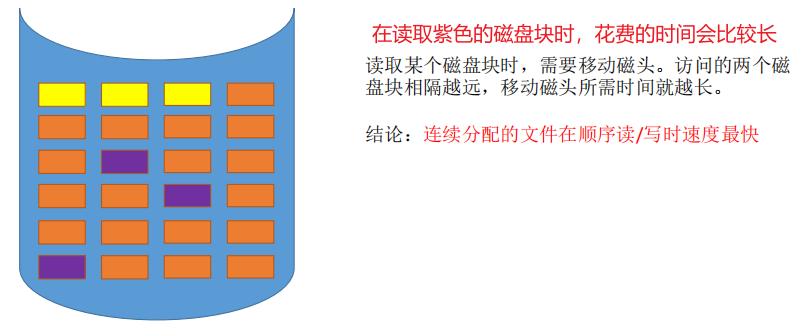 在读取紫色的磁盘块时，花费的时间会比较长
读取某个磁盘块时，需要移动磁头。访问的两个磁
盘块相隔越远，移动磁头所需时间就越长。
结论：连续分配的文件在顺序读/写时速度最快